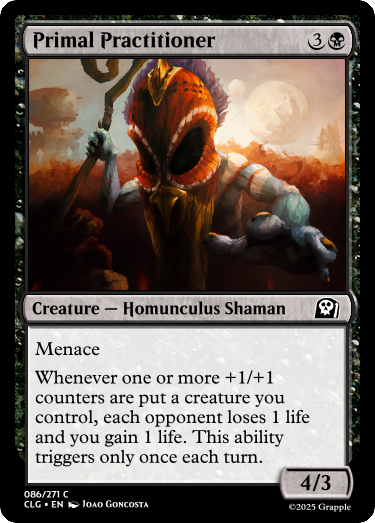 Primal Practitioner 3
Creature — Homunculus Shaman
Menace
Whenever one or more +1/+1
counters are put a creature you
control, each opponent loses 1 life
and you gain 1 life. This ability
triggers only once each turn.
4/3
086/271 C
CLG • EN Joao Goncosta
©2025 Grapple